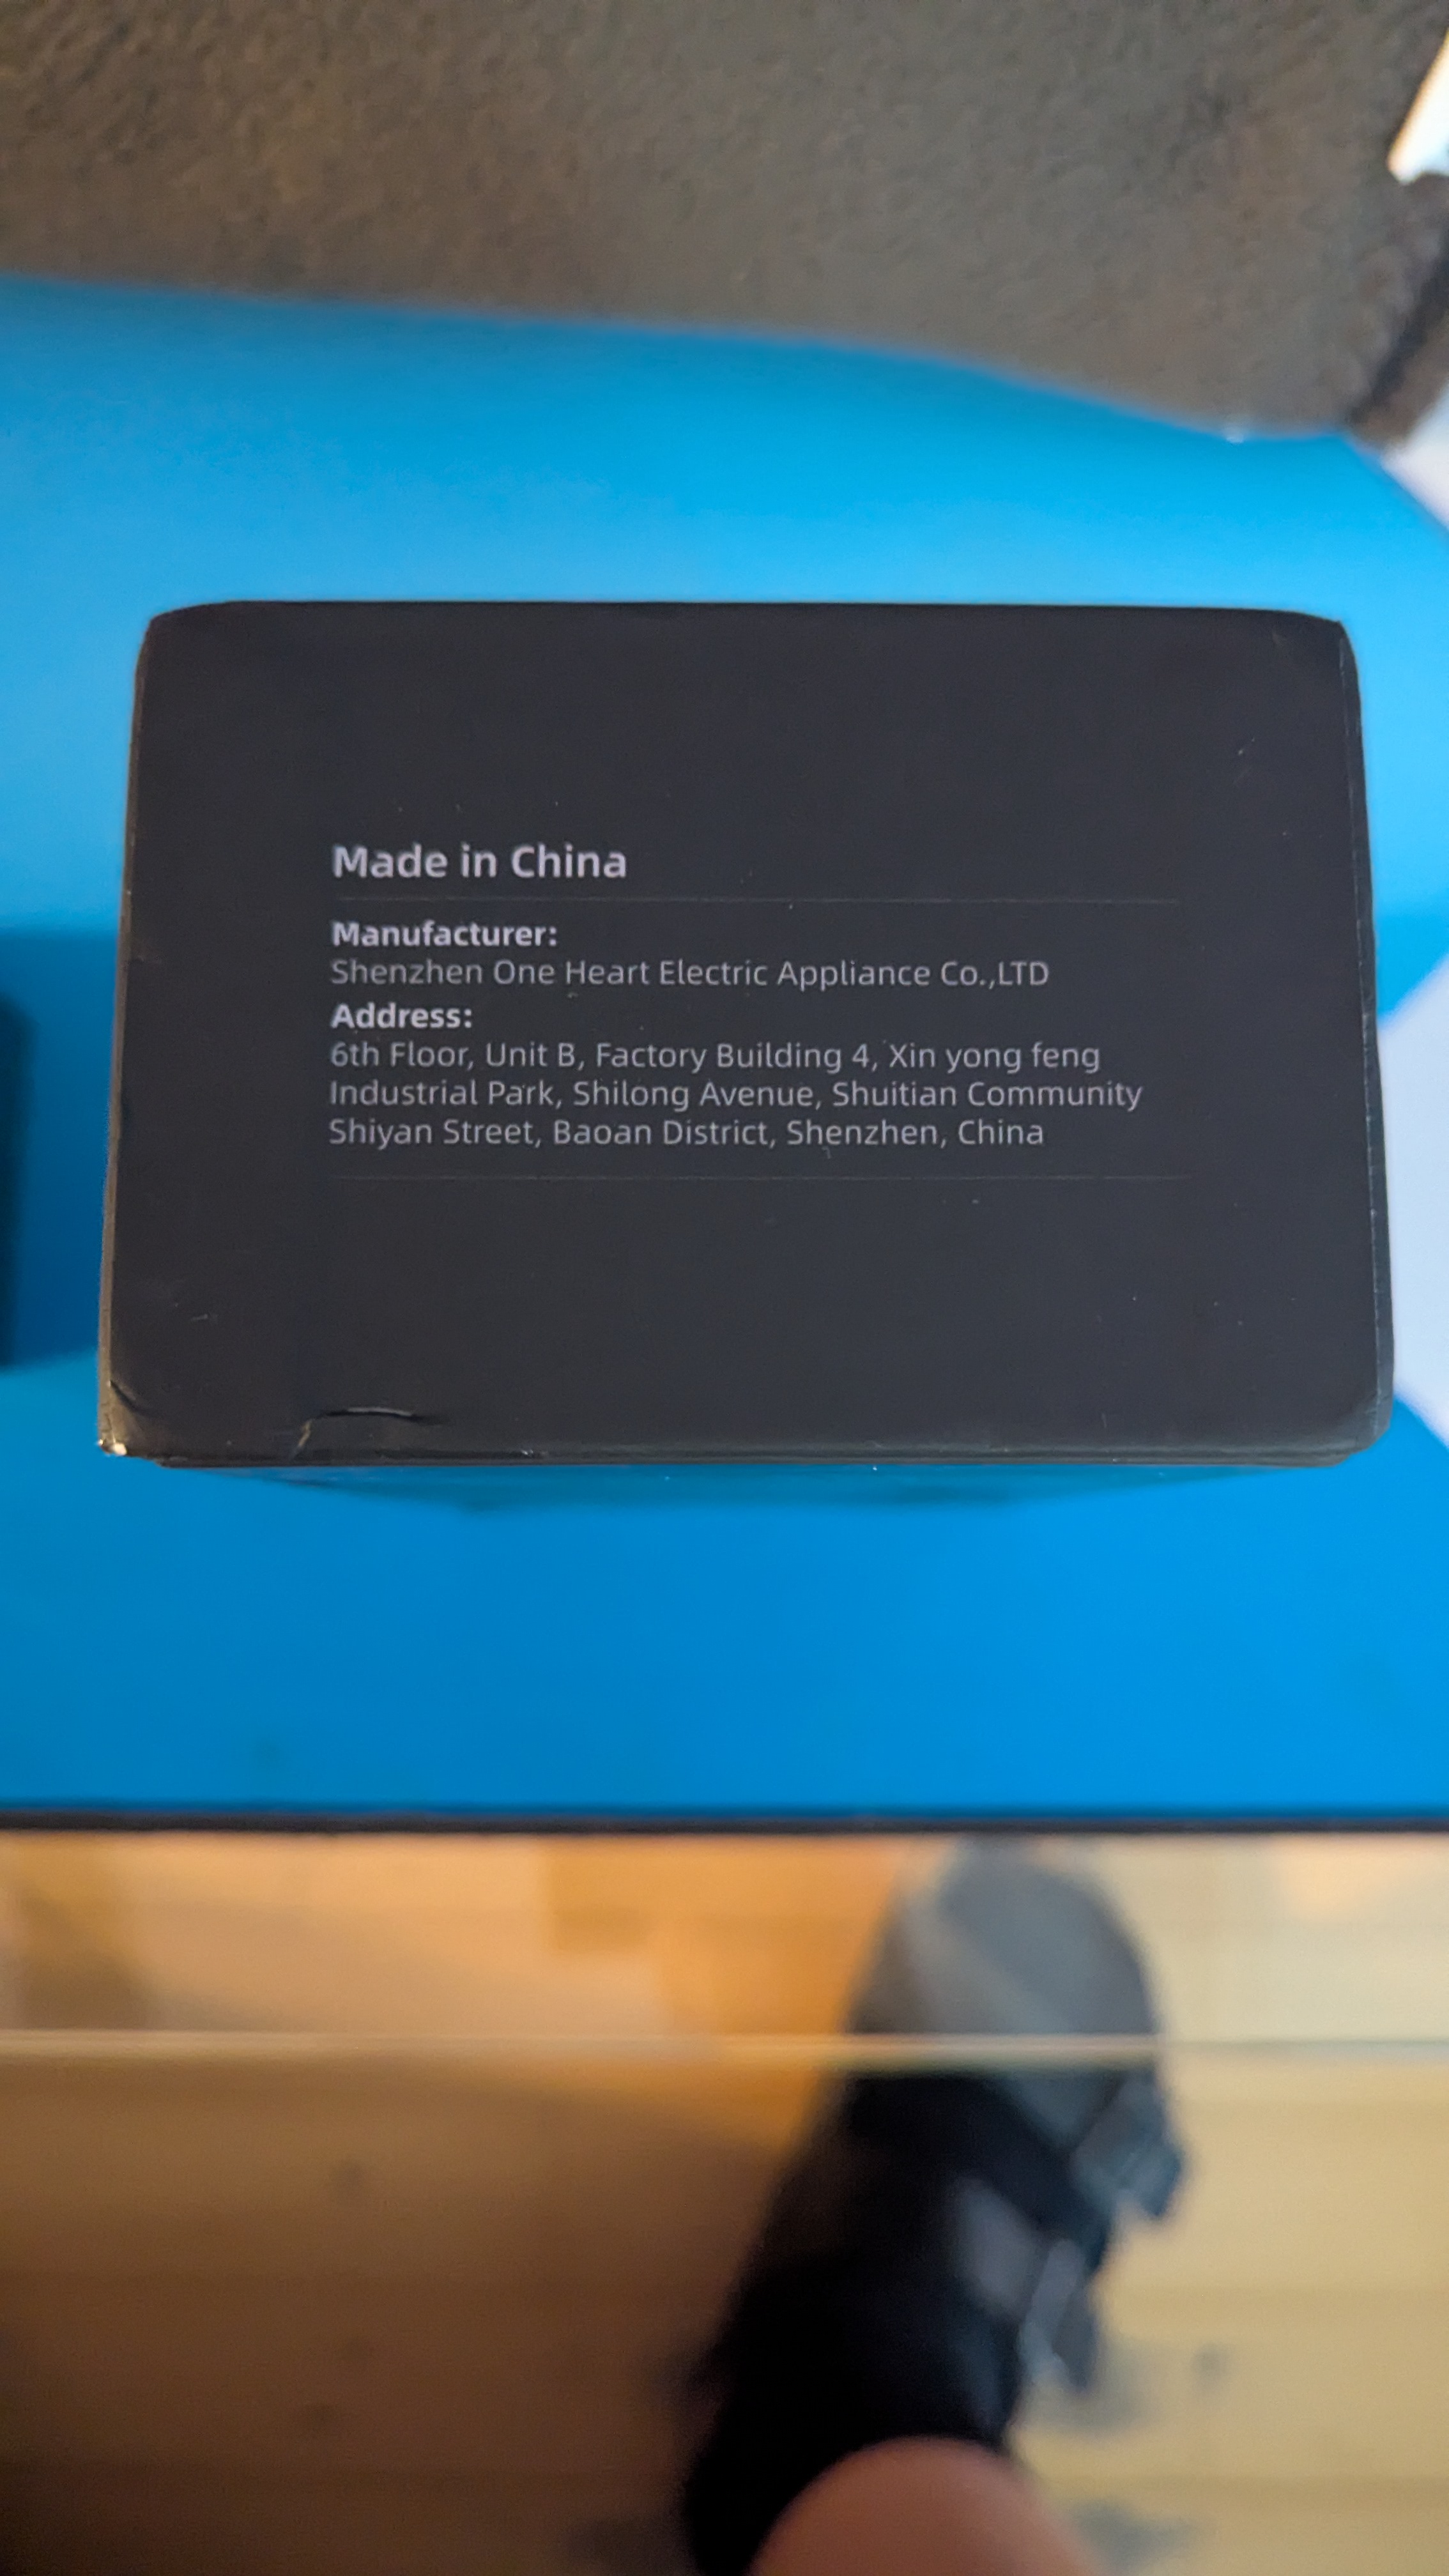 Made in China
Manufacturer:
Shenzhen One Heart Electric Appliance Co.,LTD
Address:
6th Floor, Unit B, Factory Building 4, Xin yong feng
Industrial Park, Shilong Avenue, Shuitian Community
Shiyan Street, Baoan District, Shenzhen, China